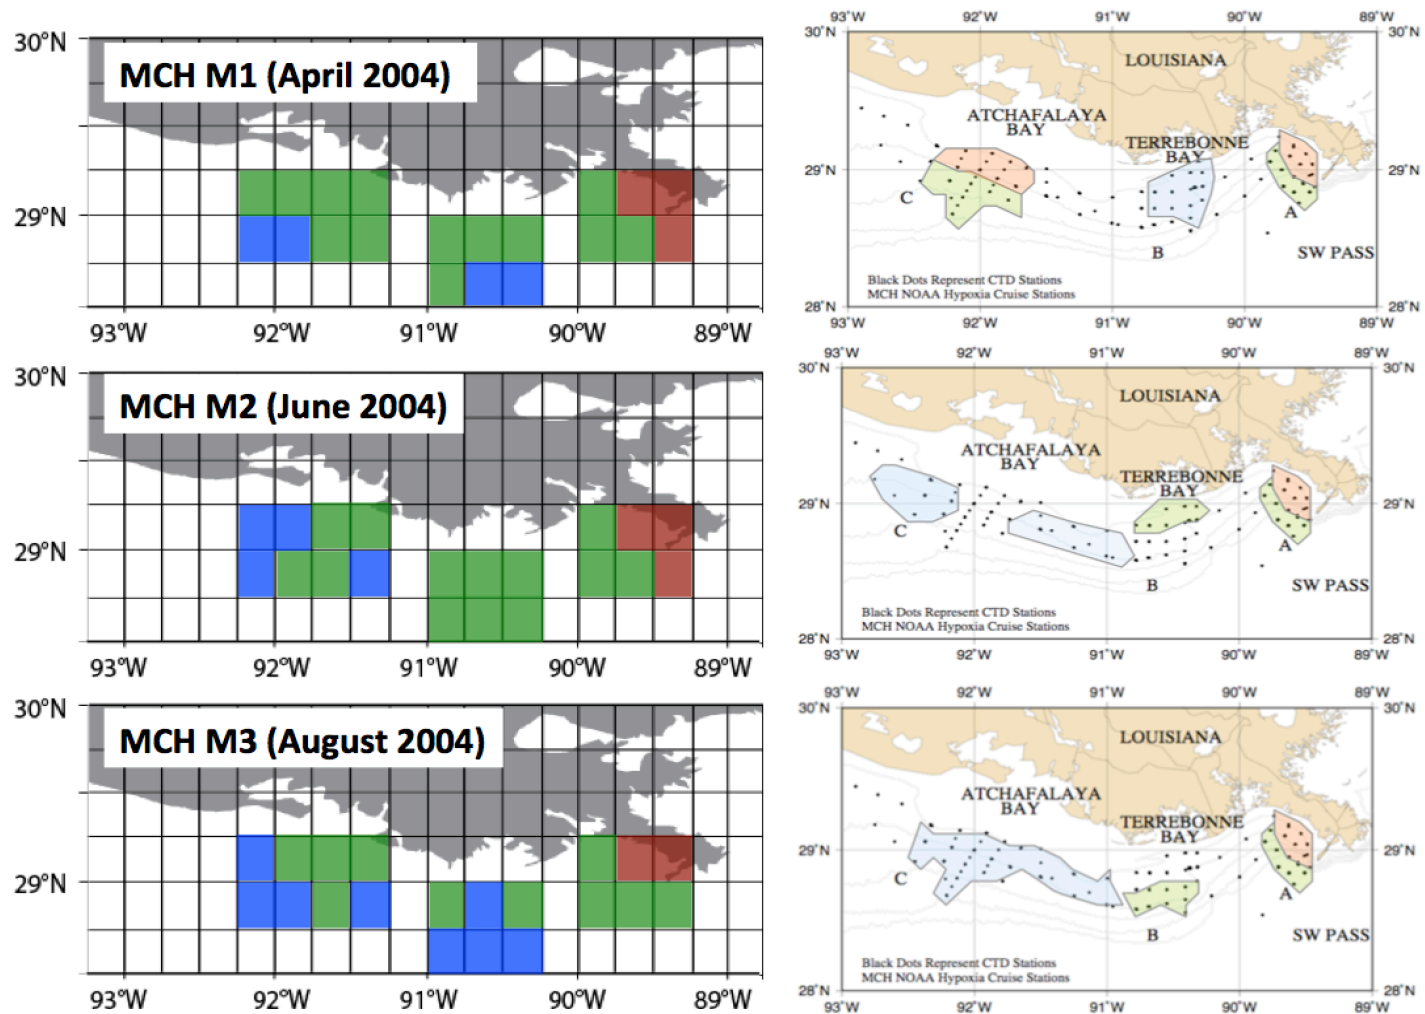 MCH M1 (April 2004)
30°N
29°N
93°W 92°W 91°W 90°W 89°W
93°W 92°W 91°W 90°W 89°W
30°N 30°N
LOUISIANA
ATCHAFALAYA
BAY
TERREBONNE
BAY
29°N 29°N
C
A
B
SW PASS
Black Dots Represent CTD Stations
MCH NOAA Hypoxia Cruise Stations
28°N 28°N
93°W 92°W 91°W 90°W 89°W
MCH M2 (June 2004)
30°N
29°N
93°W 92°W 91°W 90°W 89°W
93°W 92°W 91°W 90°W 89°W
30°N 30°N
LOUISIANA
ATCHAFALAYA
BAY
TERREBONNE
BAY
29°N 29°N
C
A
B
SW PASS
Black Dots Represent CTD Stations
MCH NOAA Hypoxia Cruise Stations
28°N 28°N
93°W 92°W 91°W 90°W 89°W
MCH M3 (August 2004)
30°N
29°N
93°W 92°W 91°W 90°W 89°W
93°W 92°W 91°W 90°W 89°W
30°N 30°N
LOUISIANA
ATCHAFALAYA
BAY
TERREBONNE
BAY
29°N 29°N
C
A
B
SW PASS
Black Dots Represent CTD Stations
MCH NOAA Hypoxia Cruise Stations
28°N 28°N
93°W 92°W 91°W 90°W 89°W